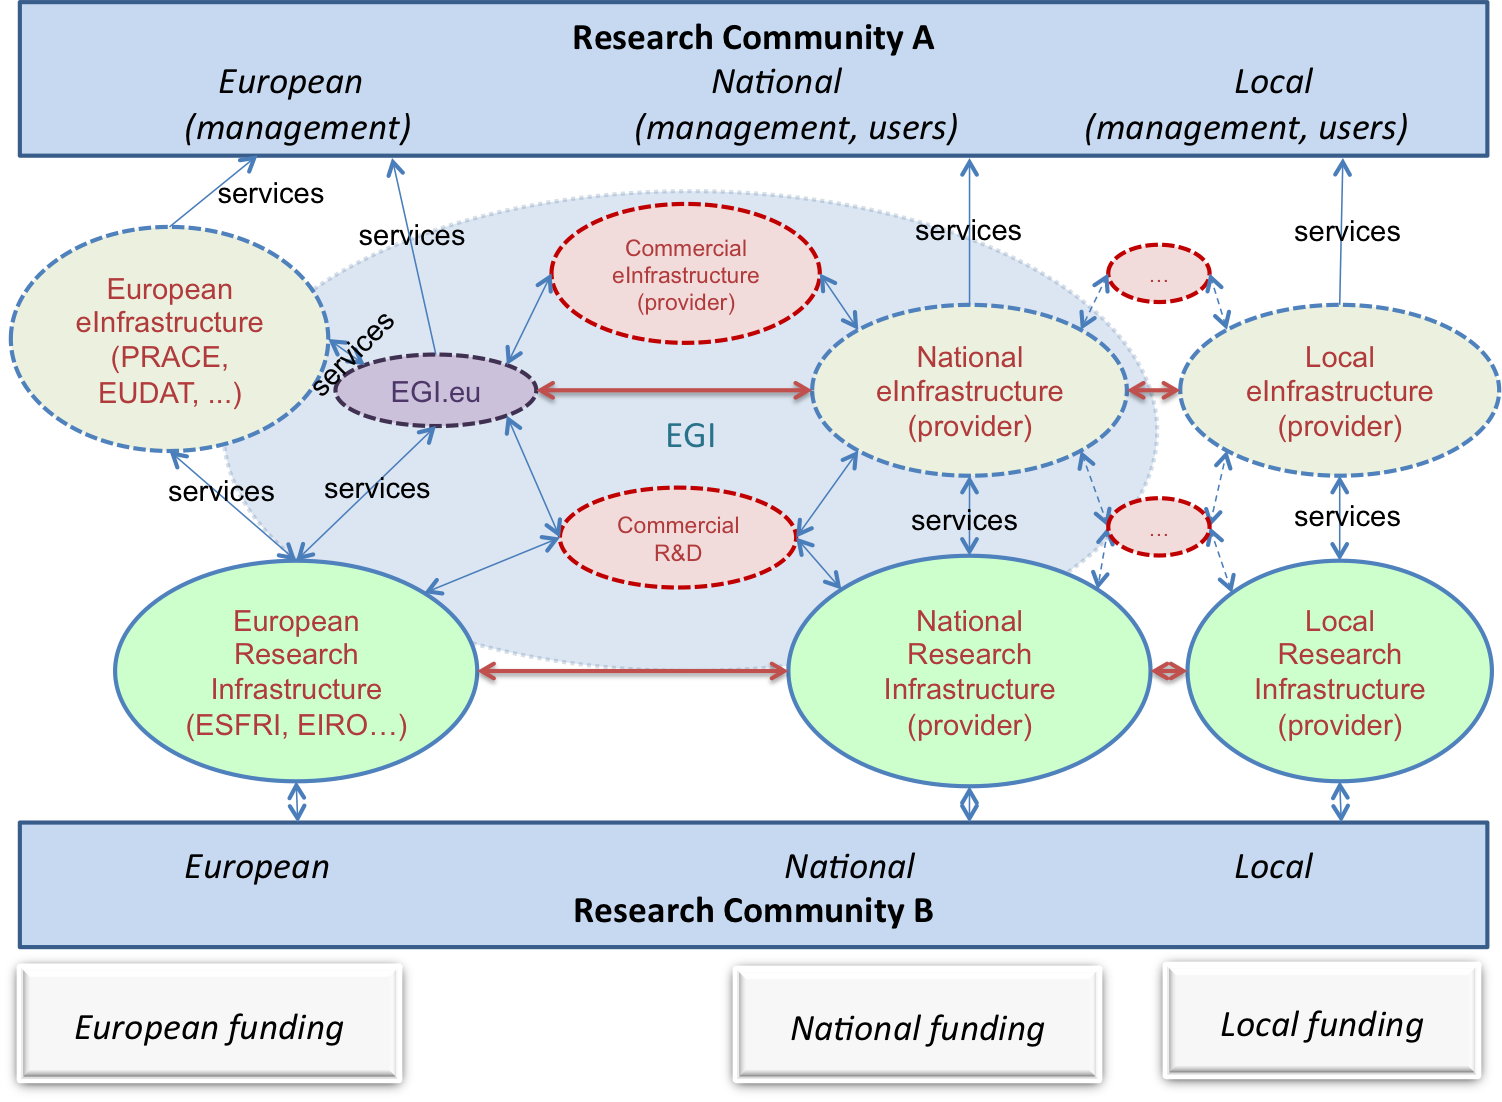 Research Community A
European
(management)
National
(management, users)
Local
(management, users)
services
services
services
services
Commercial
eInfrastructure
(provider)
...
European
eInfrastructure
(PRACE,
EUDAT, ...)
services
EGI.eu
National
eInfrastructure
(provider)
Local
eInfrastructure
(provider)
EGI
services
services
services
services
Commercial
R&D
...
European
Research
Infrastructure
(ESFRI, EIRO…)
National
Research
Infrastructure
(provider)
Local
Research
Infrastructure
(provider)
European
National
Local
Research Community B
European funding
National funding
Local funding